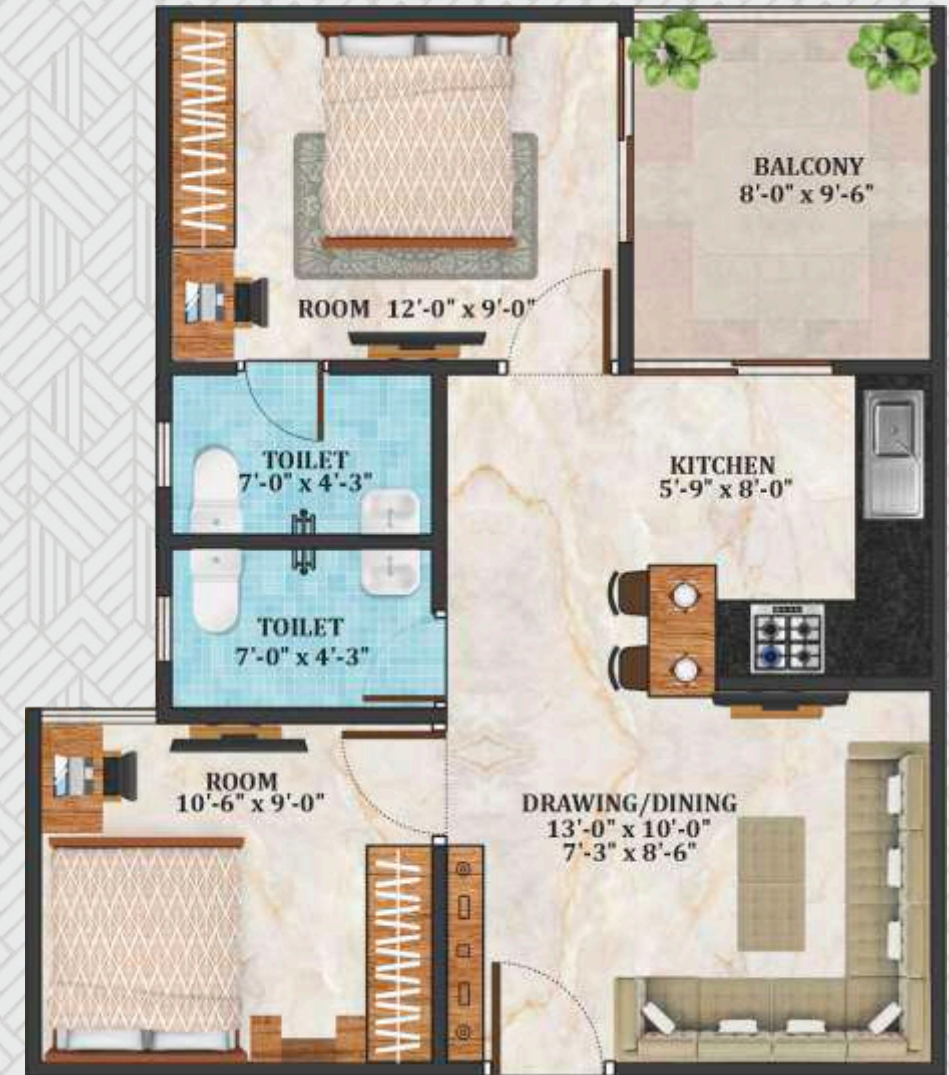 BALCONY
8'-0" x 9'-6"
ROOM 12'-0" x 9'-0"
TOILET
7'-0" x 4'-3"
KITCHEN
5'-9" x 8'-0"
TOILET
7'-0" x 4'-3"
ROOM
10'-6" x 9'-0"
DRAWING/DINING
13'-0" x 10'-0"
7'-3" x 8'-6"